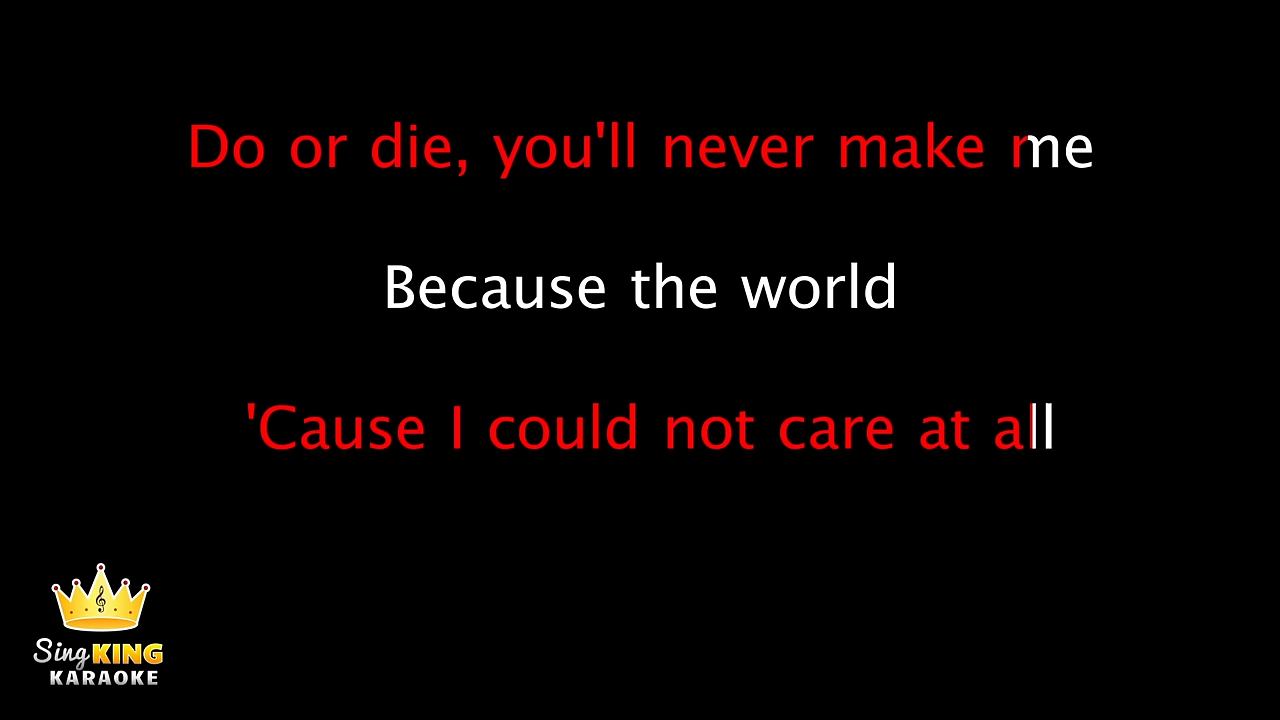 Do or die, you'll never make me
Because the world
'Cause I could not care at all
Sing KING
KARAOKE